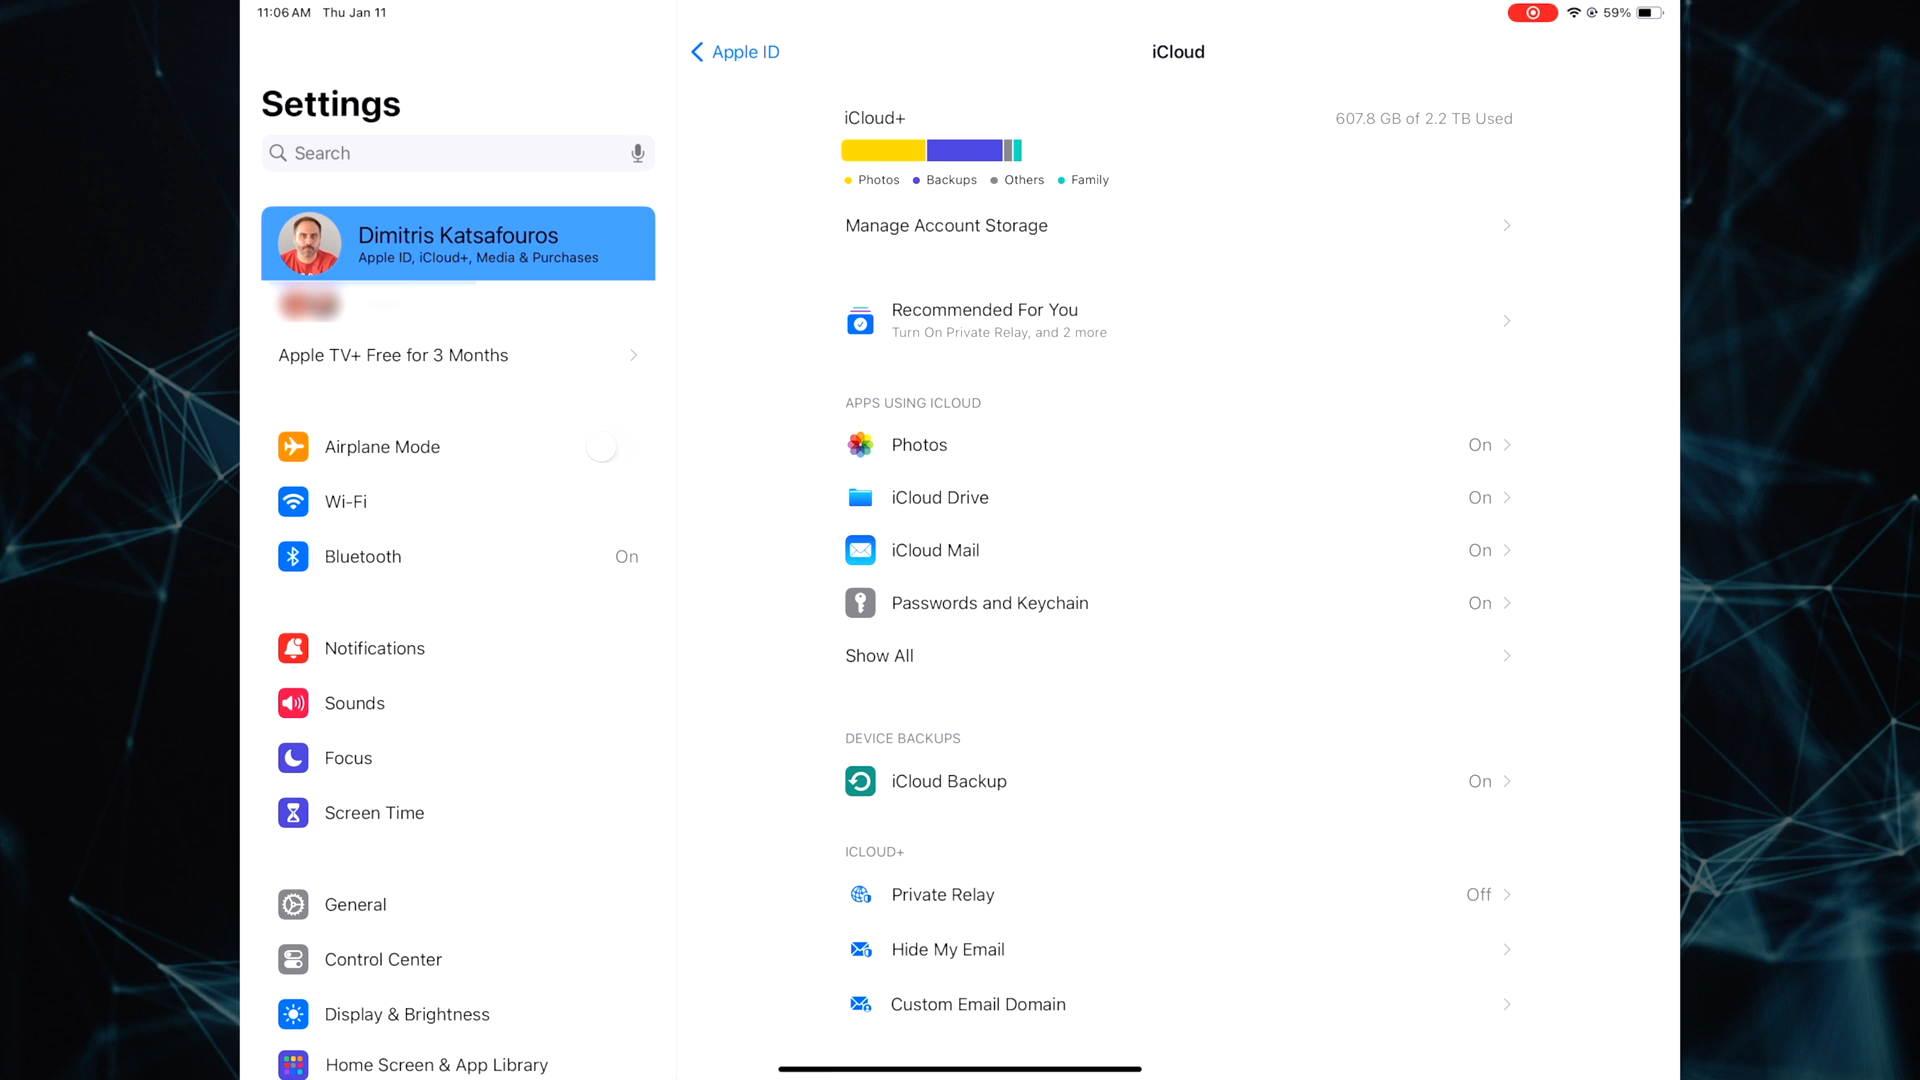 11:06 AM Thu Jan 11
59%
Settings
Search
Dimitris Katsafouros
Apple ID, iCloud+, Media & Purchases
Apple TV+ Free for 3 Months
Airplane Mode
Wi-Fi
Bluetooth On
Notifications
Sounds
Focus
Screen Time
General
Control Center
Display & Brightness
Home Screen & App Library
Apple ID
iCloud
iCloud+ 607.8 GB of 2.2 TB Used
Photos Backups Others Family
Manage Account Storage
Recommended For You
Turn On Private Relay, and 2 more
APPS USING ICLOUD
Photos On
iCloud Drive On
iCloud Mail On
Passwords and Keychain On
Show All
DEVICE BACKUPS
iCloud Backup On
ICLOUD+
Private Relay Off
Hide My Email
Custom Email Domain